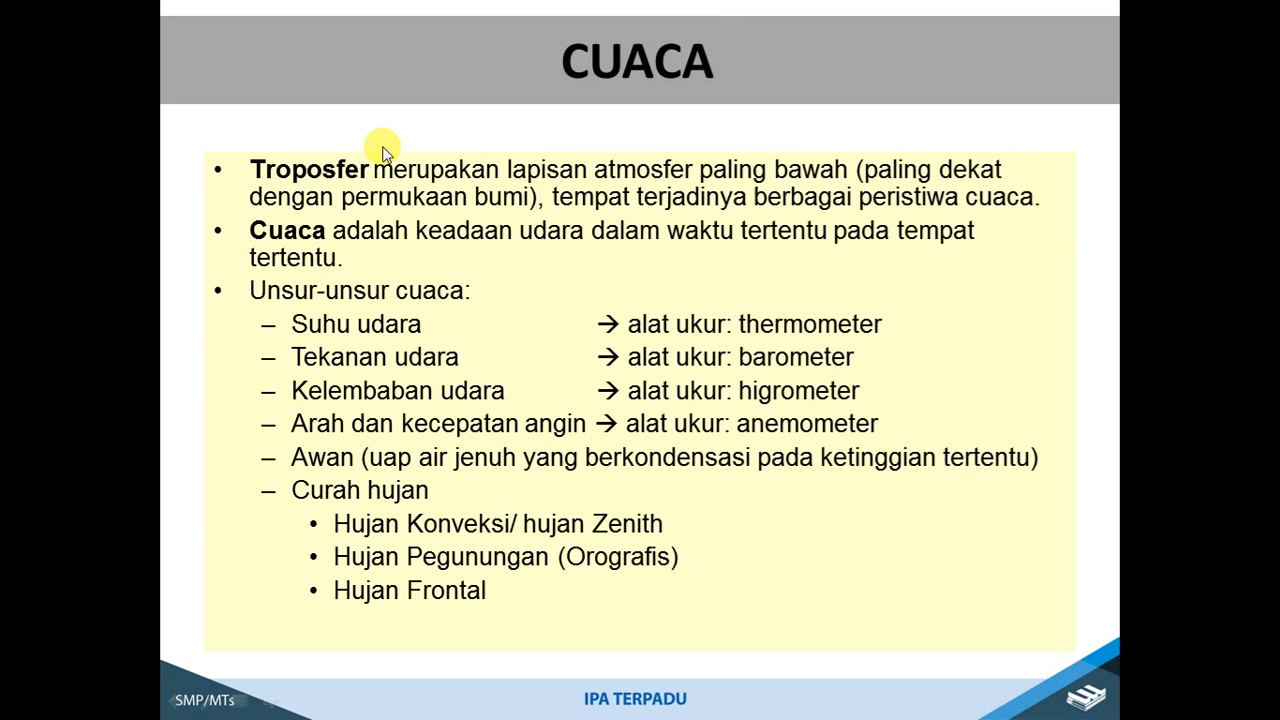 CUACA
• Troposfer merupakan lapisan atmosfer paling bawah (paling dekat
dengan permukaan bumi), tempat terjadinya berbagai peristiwa cuaca.
• Cuaca adalah keadaan udara dalam waktu tertentu pada tempat
tertentu.
• Unsur-unsur cuaca:
– Suhu udara → alat ukur: thermometer
– Tekanan udara → alat ukur: barometer
– Kelembaban udara → alat ukur: higrometer
– Arah dan kecepatan angin → alat ukur: anemometer
– Awan (uap air jenuh yang berkondensasi pada ketinggian tertentu)
– Curah hujan
• Hujan Konveksi/ hujan Zenith
• Hujan Pegunungan (Orografis)
• Hujan Frontal
SMP/MTs
IPA TERPADU